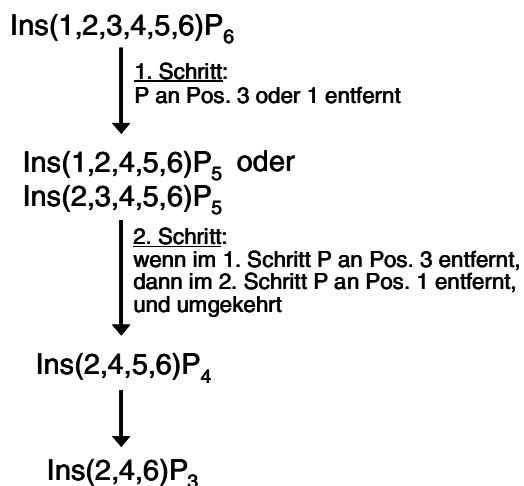 Ins(1,2,3,4,5,6)P6
1. Schritt:
P an Pos. 3 oder 1 entfernt
Ins(1,2,4,5,6)P5 oder
Ins(2,3,4,5,6)P5
2. Schritt:
wenn im 1. Schritt P an Pos. 3 entfernt,
dann im 2. Schritt P an Pos. 1 entfernt,
und umgekehrt
Ins(2,4,5,6)P4
Ins(2,4,6)P3